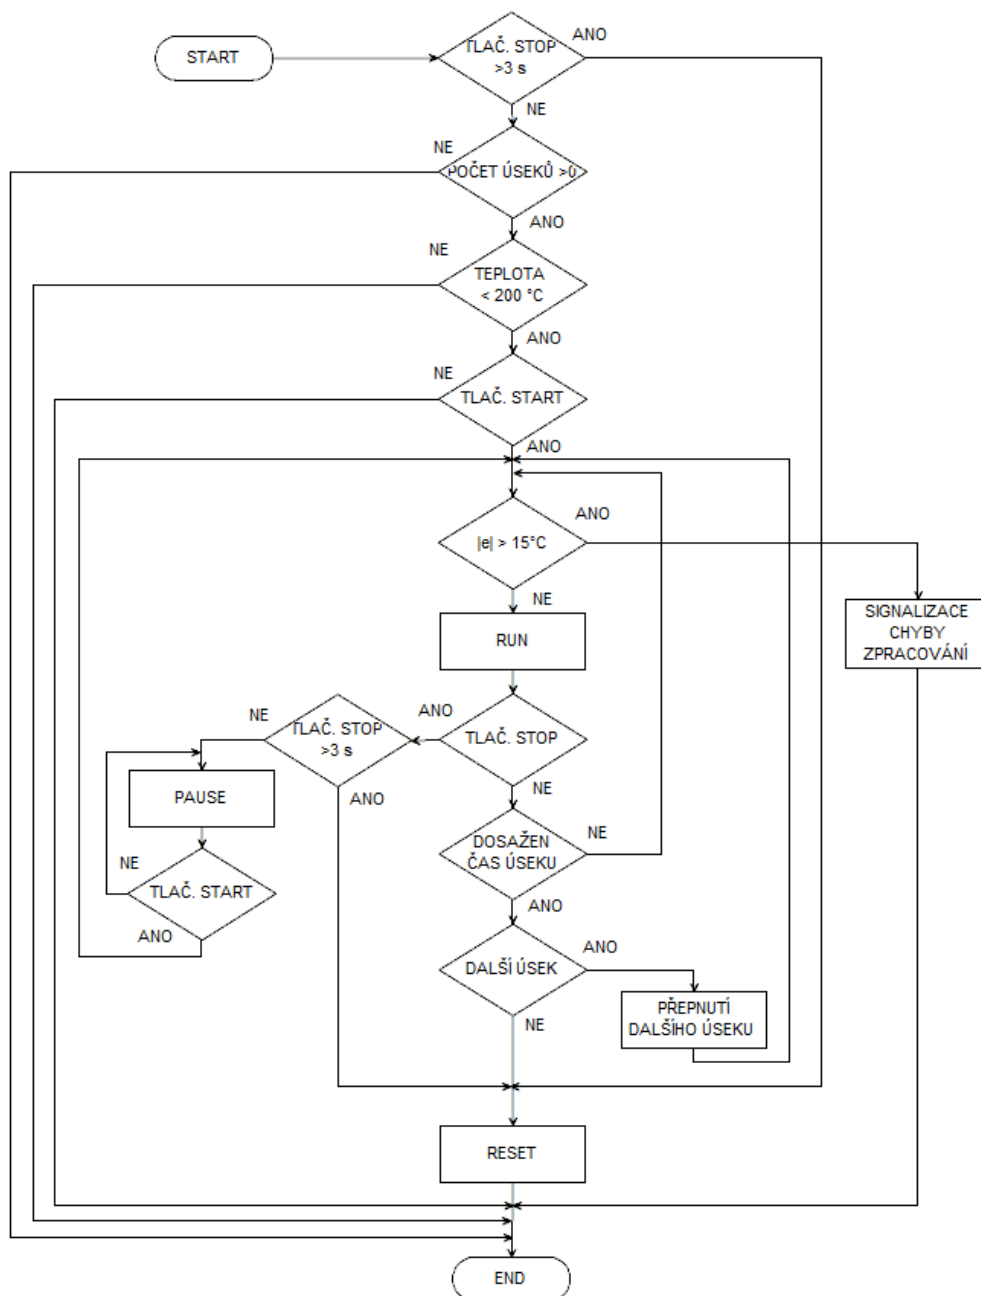 START
TLAČ. STOP
>3 s
ANO
NE
NE
POČET ÚSEKŮ >0
ANO
NE
TEPLOTA
< 200 °C
ANO
NE
TLAČ. START
ANO
|e| > 15°C
ANO
NE
RUN
SIGNALIZACE
CHYBY
ZPRACOVÁNÍ
NE
TLAČ. STOP
>3 s
ANO
TLAČ. STOP
ANO
NE
PAUSE
NE
TLAČ. START
ANO
DOSAŽEN
ČAS ÚSEKU
NE
ANO
DALŠÍ ÚSEK
ANO
NE
PŘEPNUTÍ
DALŠÍHO ÚSEKU
RESET
END